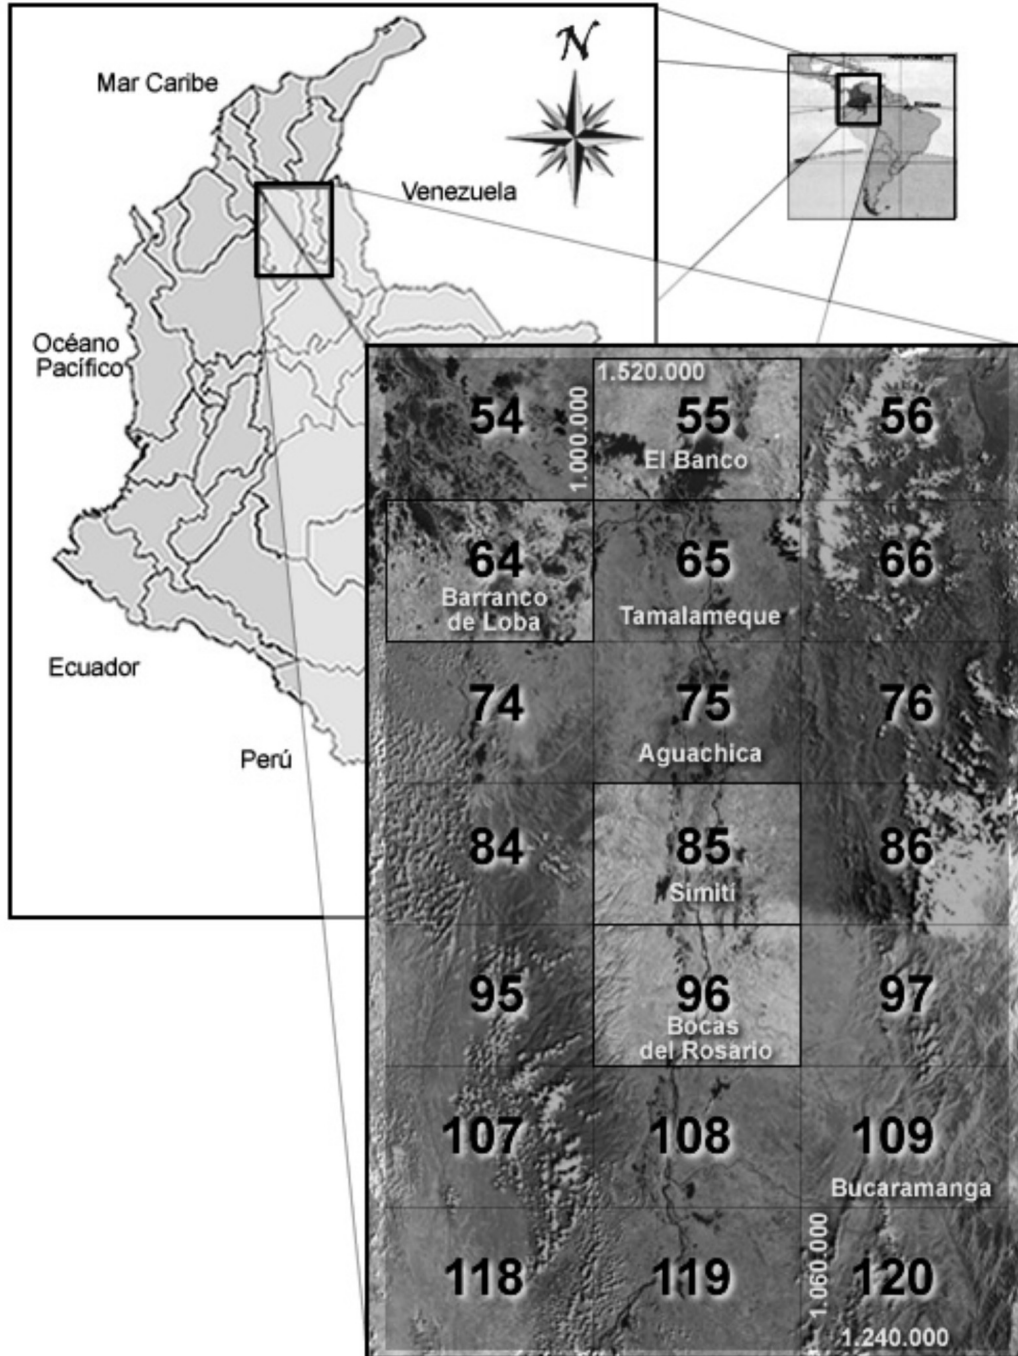 N
Mar Caribe
Venezuela
Océano
Pacífico
Ecuador
Perú
1.520.000
1.000.000
54
55
El Banco
56
64
Barranco
de Loba
65
Tamalameque
66
74
75
Aguachica
76
84
85
Simití
86
95
96
Bocas
del Rosario
97
107
108
109
Bucaramanga
118
119
1.060.000
120
1.240.000